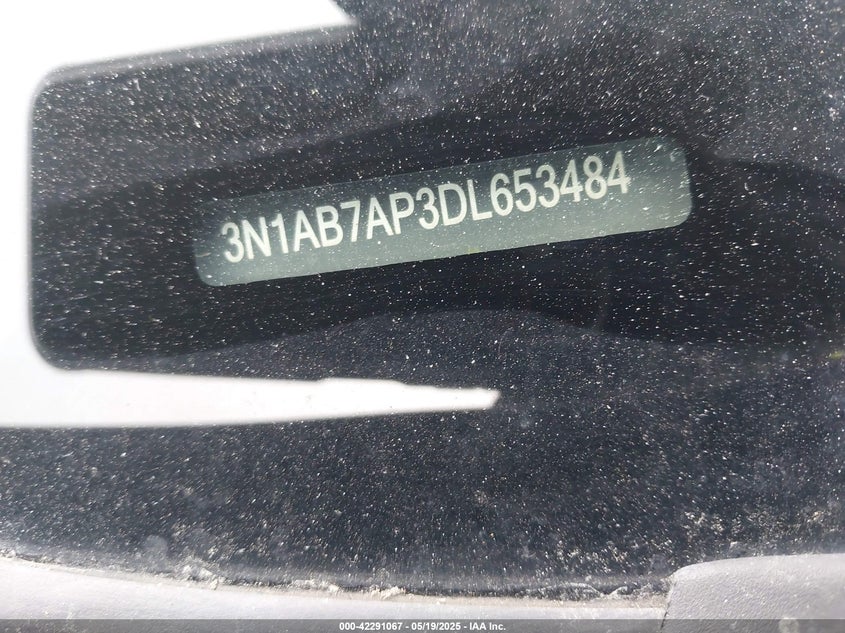 3N1AB7AP3DL653484
000-42291067 - 05/19/2025 - IAA Inc.